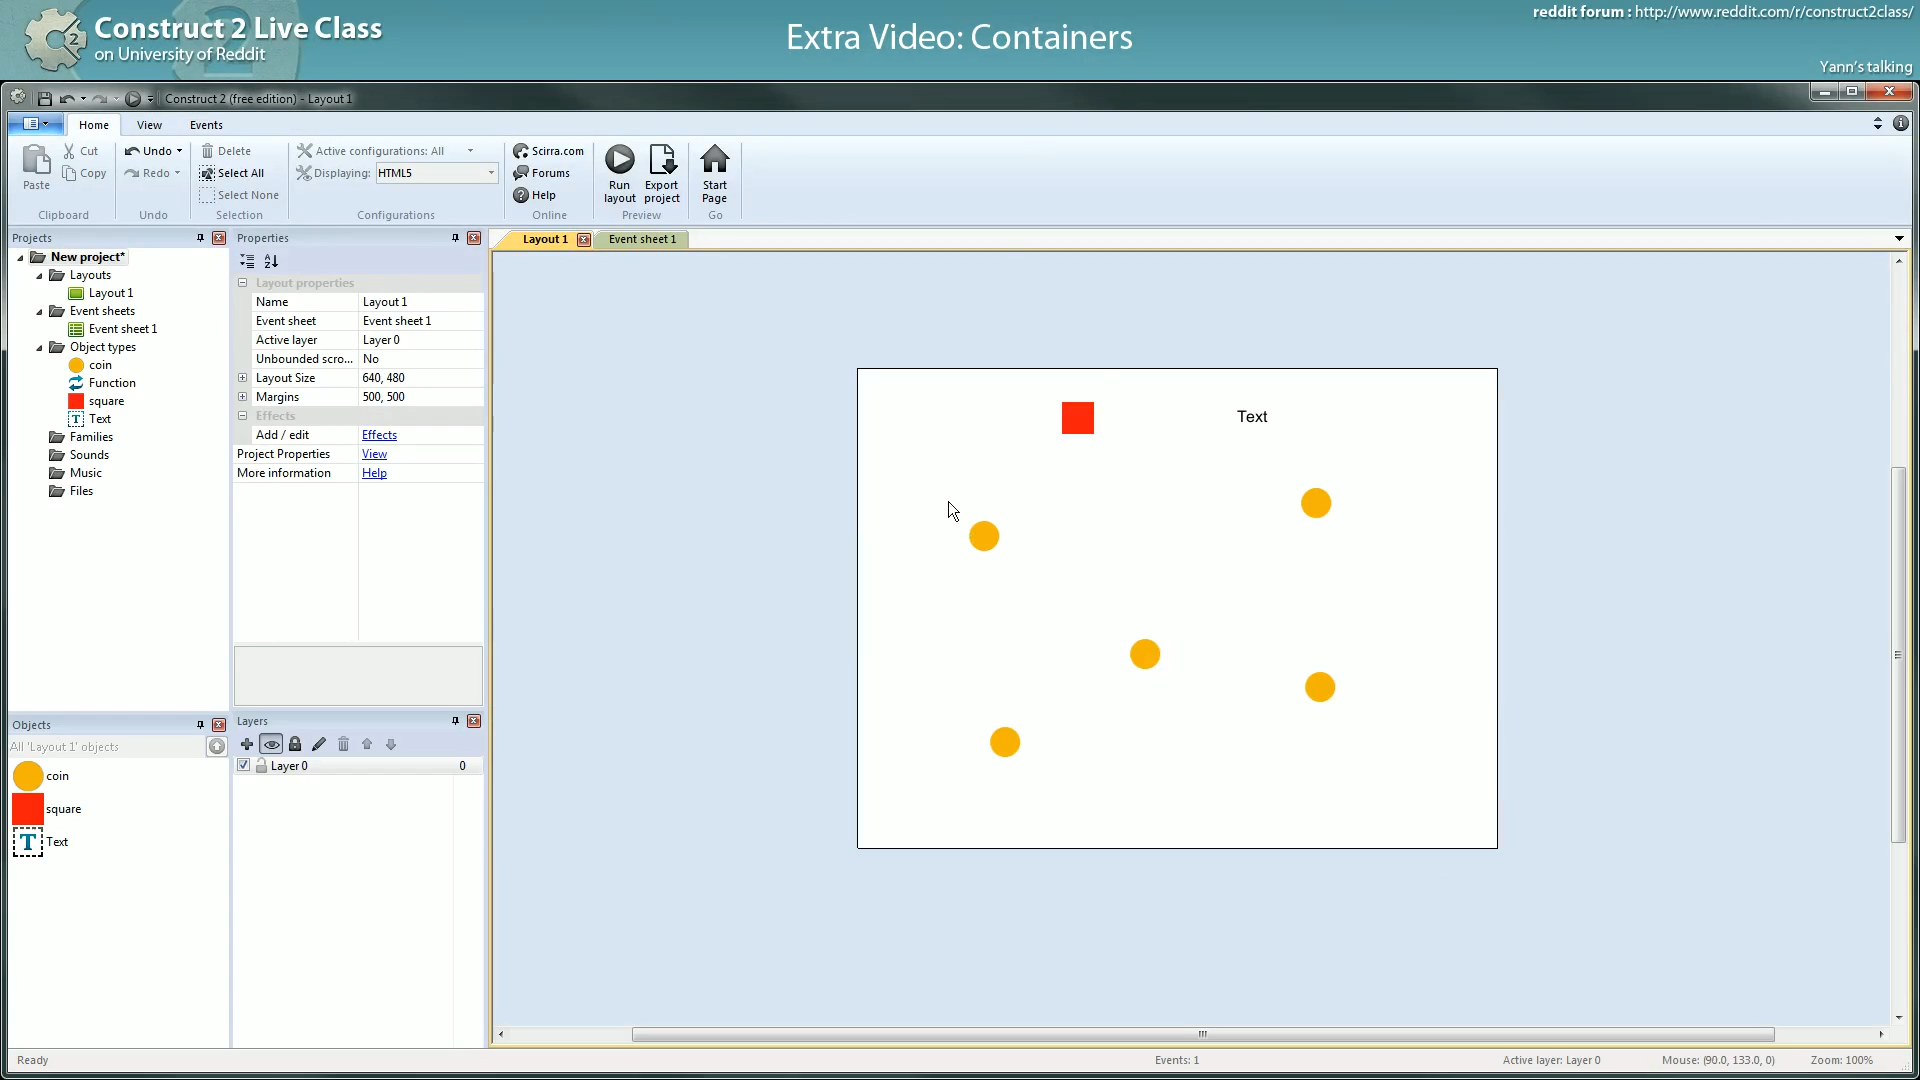 Construct 2 Live Class
on University of Reddit
2
Extra Video: Containers
reddit forum : http://www.reddit.com/r/construct2class/
Yann's talking
Construct 2 (free edition) - Layout 1
Home View Events
Paste
Cut
Copy
Clipboard
Undo
Redo
Undo
Delete
Select All
Select None
Selection
Active configurations: All
Displaying: HTML5
Configurations
Scirra.com
Forums
Help
Online
Run layout
Export project
Preview
Start Page
Go
Projects
New project*
Layouts
Layout 1
Event sheets
Event sheet 1
Object types
coin
Function
square
Text
Families
Sounds
Music
Files
Properties
Layout properties
Name Layout 1
Event sheet Event sheet 1
Active layer Layer 0
Unbounded scro... No
Layout Size 640, 480
Margins 500, 500
Effects
Add / edit Effects
Project Properties View
More information Help
Layout 1 Event sheet 1
Text
Objects
All 'Layout 1' objects
coin
square
T Text
Layers
Layer 0 0
Ready
Events: 1
Active layer: Layer 0
Mouse: (90.0, 133.0, 0)
Zoom: 100%